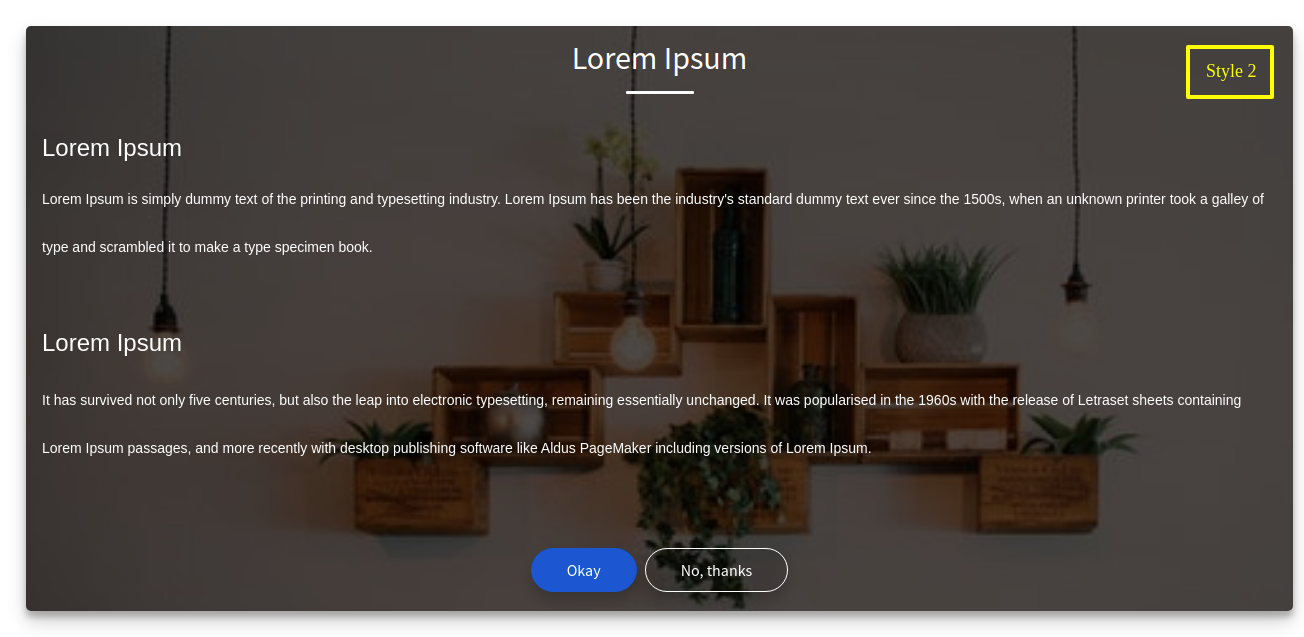 Lorem Ipsum
Style 2
Lorem Ipsum
Lorem Ipsum is simply dummy text of the printing and typesetting industry. Lorem Ipsum has been the industry's standard dummy text ever since the 1500s, when an unknown printer took a galley of
type and scrambled it to make a type specimen book.
Lorem Ipsum
It has survived not only five centuries, but also the leap into electronic typesetting, remaining essentially unchanged. It was popularised in the 1960s with the release of Letraset sheets containing
Lorem Ipsum passages, and more recently with desktop publishing software like Aldus PageMaker including versions of Lorem Ipsum.
Okay
No, thanks